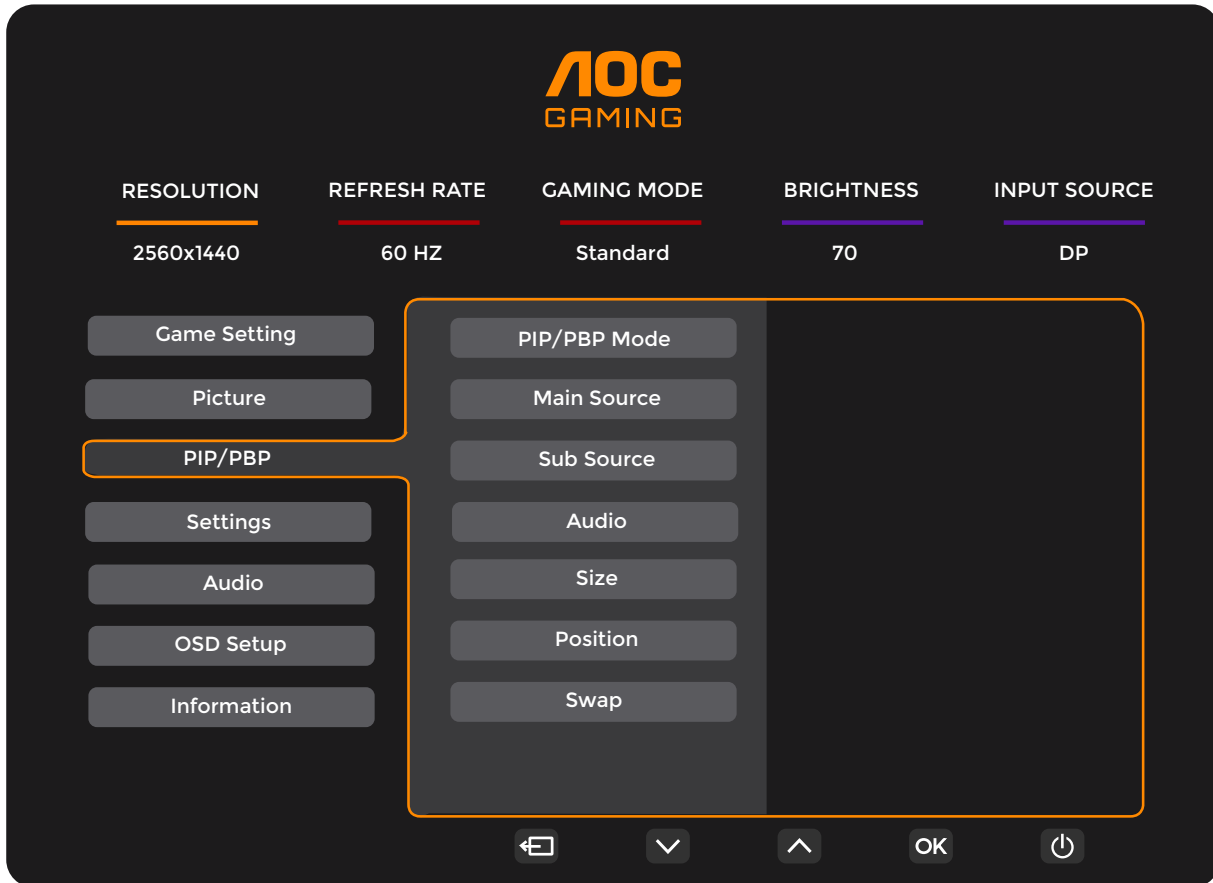 AOC
GAMING
RESOLUTION REFRESH RATE GAMING MODE BRIGHTNESS INPUT SOURCE
2560x1440 60 HZ Standard 70 DP
Game Setting PIP/PBP Mode
Picture Main Source
PIP/PBP Sub Source
Settings Audio
Audio Size
OSD Setup Position
Information Swap
OK